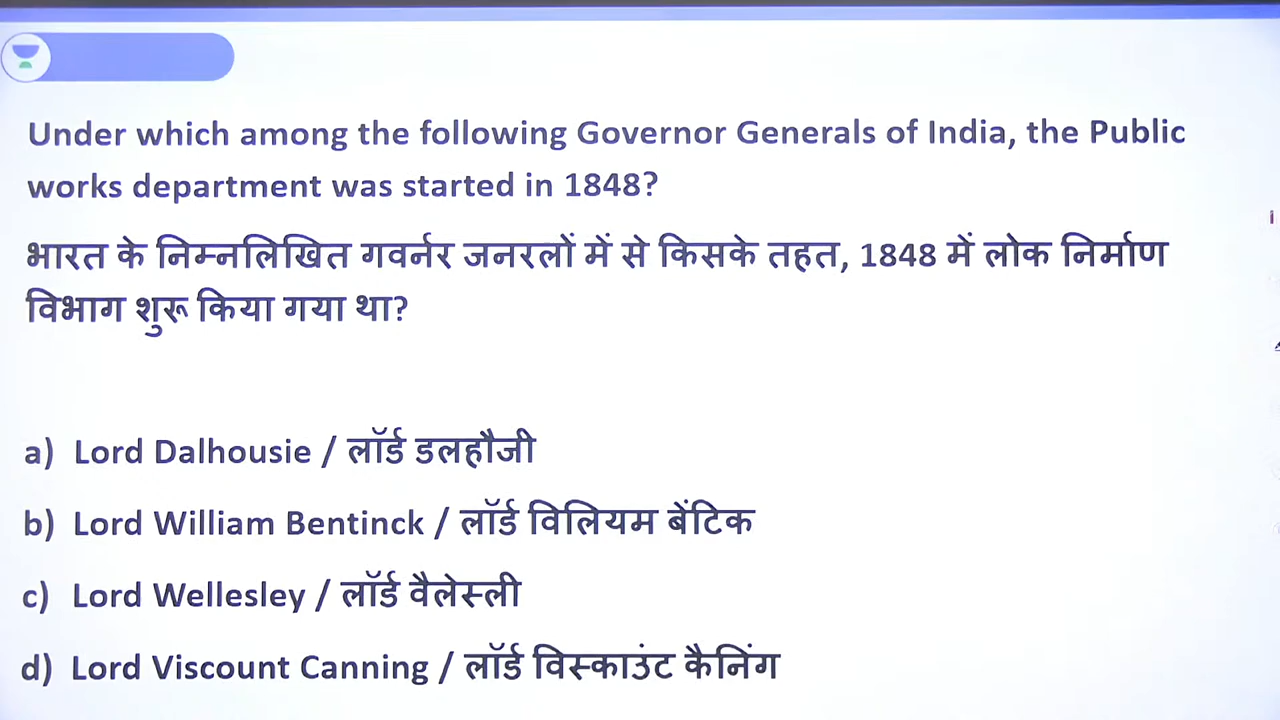 Under which among the following Governor Generals of India, the Public
works department was started in 1848?
भारत के निम्नलिखित गवर्नर जनरलों में से किसके तहत, 1848 में लोक निर्माण
विभाग शुरू किया गया था?
a) Lord Dalhousie / लॉर्ड डलहौजी
b) Lord William Bentinck / लॉर्ड विलियम बेंटिक
c) Lord Wellesley / लॉर्ड वैलेस्ली
d) Lord Viscount Canning / लॉर्ड विस्काउंट कैनिंग